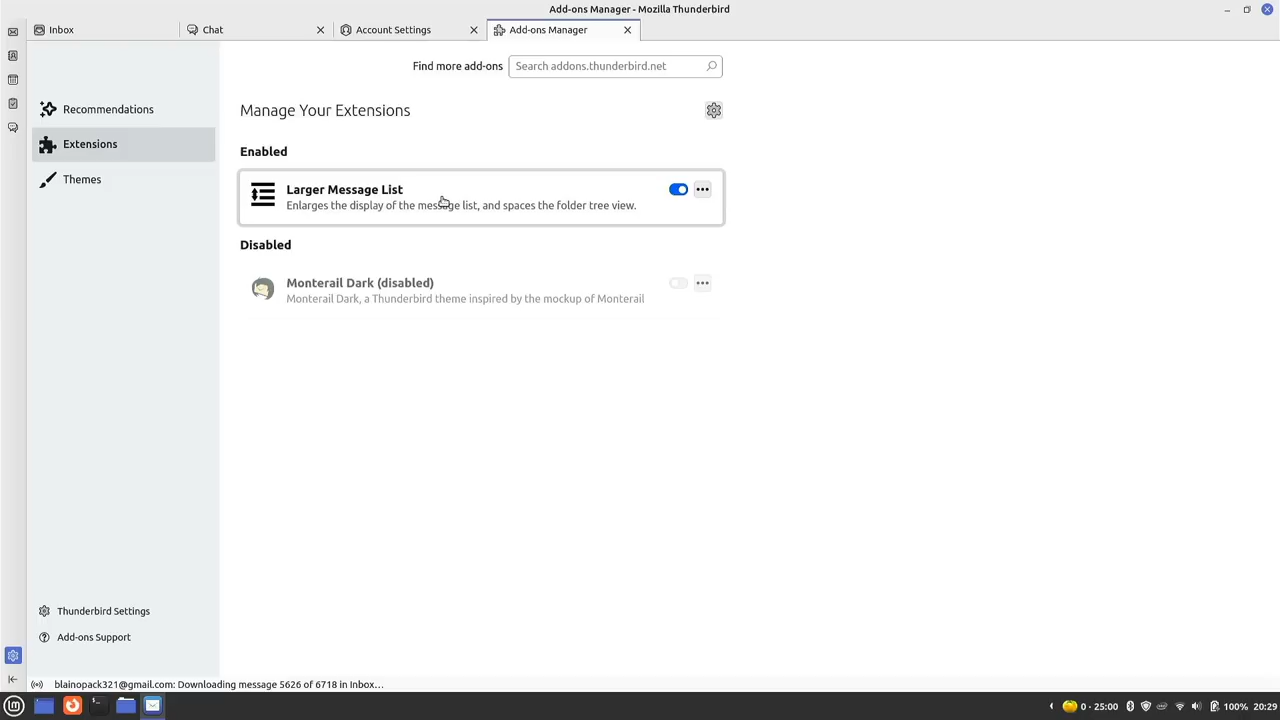 Add-ons Manager - Mozilla Thunderbird
Inbox
Chat
Account Settings
Add-ons Manager
Find more add-ons
Search addons.thunderbird.net
Recommendations
Extensions
Themes
Manage Your Extensions
Enabled
Larger Message List
Enlarges the display of the message list, and spaces the folder tree view.
Disabled
Monterail Dark (disabled)
Monterail Dark, a Thunderbird theme inspired by the mockup of Monterail
Thunderbird Settings
Add-ons Support
blainopack321@gmail.com: Downloading message 5626 of 6718 in Inbox…
0 · 25:00
100%
20:29